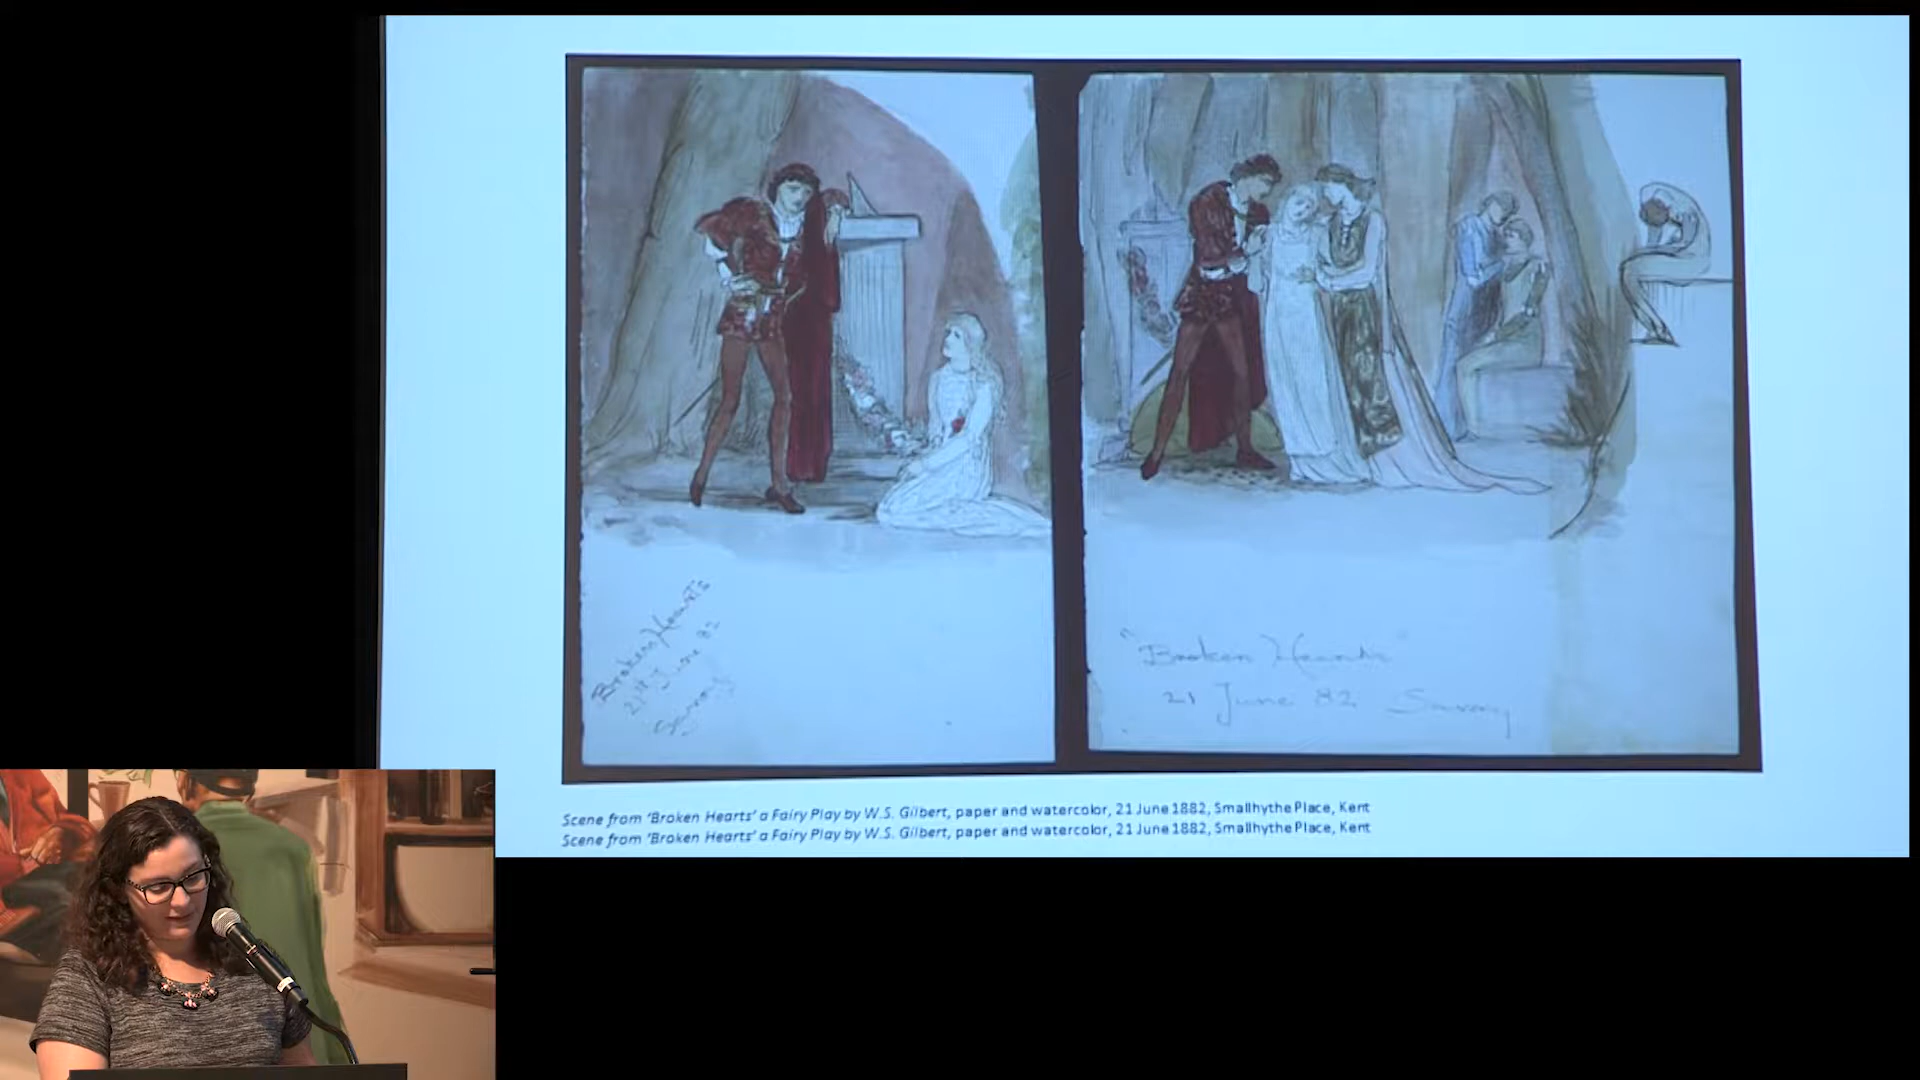 Broken Hearts
21st June 82
Savoy
"Broken Hearts"
21 June 82 Savoy
Scene from 'Broken Hearts' a Fairy Play by W.S. Gilbert, paper and watercolor, 21 June 1882, Smallhythe Place, Kent
Scene from 'Broken Hearts' a Fairy Play by W.S. Gilbert, paper and watercolor, 21 June 1882, Smallhythe Place, Kent